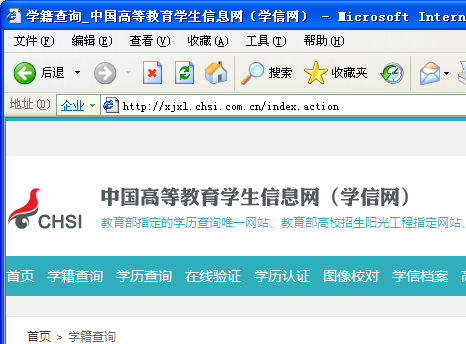 学籍查询_中国高等教育学生信息网（学信网） - Microsoft Intern
文件(F) 编辑(E) 查看(V) 收藏(A) 工具(T) 帮助(H)
后退 搜索 收藏夹
地址(D) 企业 http://xjxl.chsi.com.cn/index.action
中国高等教育学生信息网（学信网）
CHSI
教育部指定的学历查询唯一网站、教育部高校招生阳光工程指定网站、
首页 学籍查询 学历查询 在线验证 学历认证 图像校对 学信档案
首页 > 学籍查询